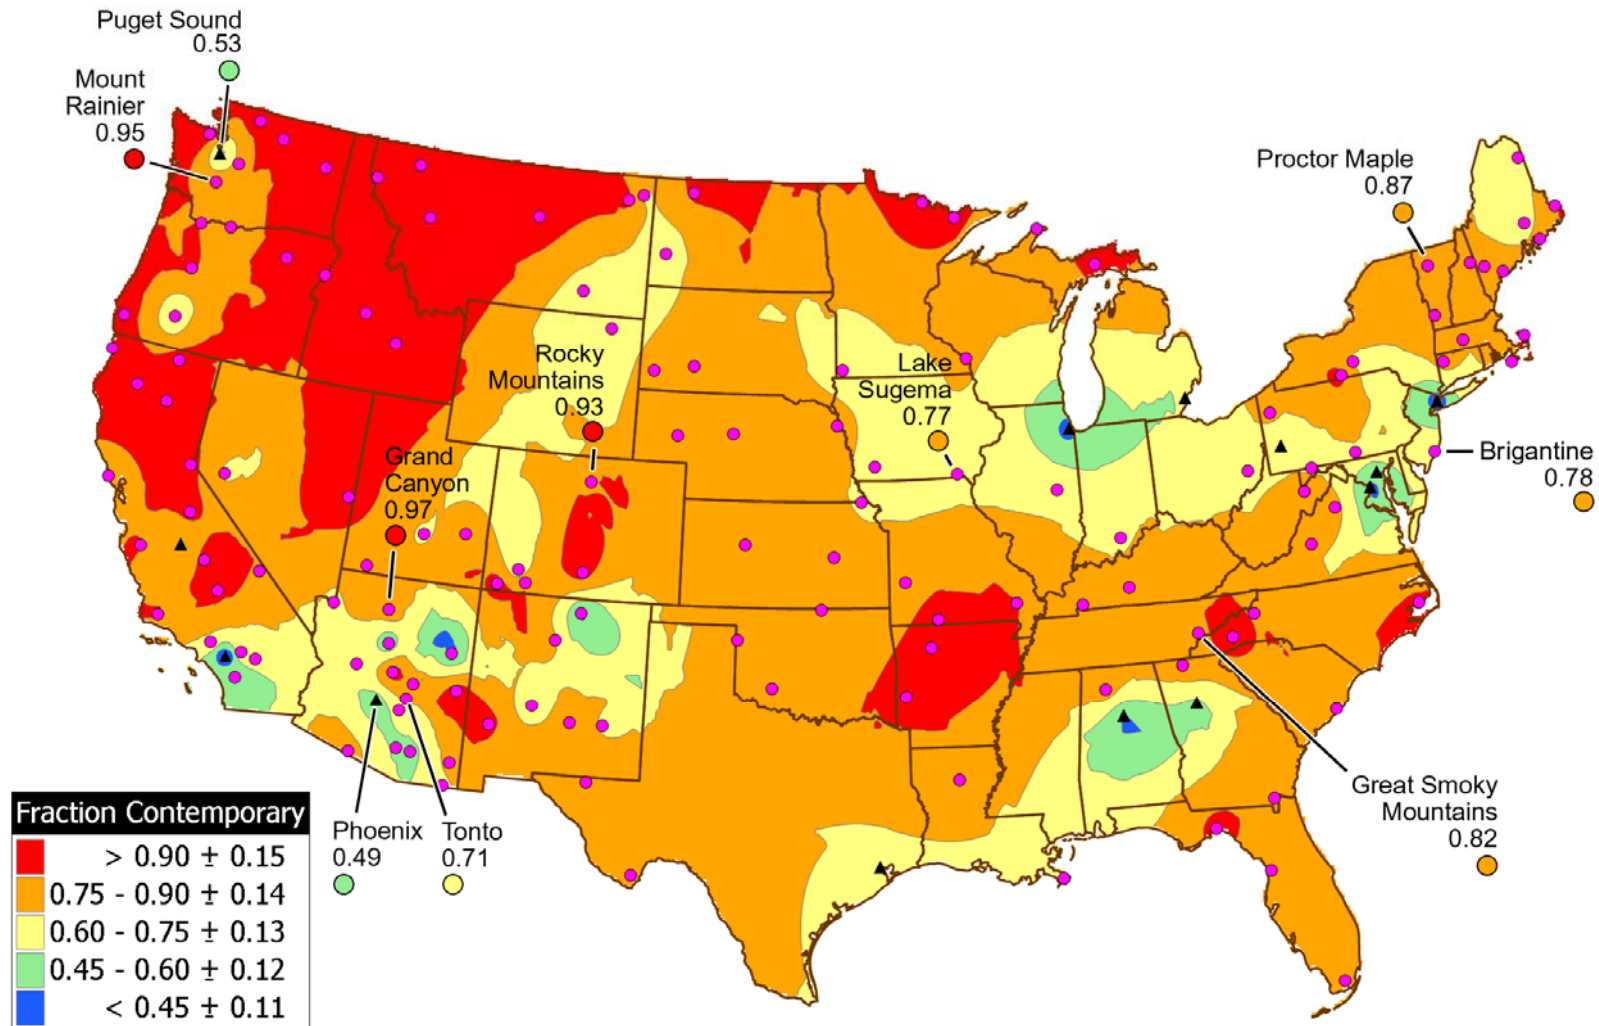 Puget Sound
0.53
Mount
Rainier
0.95
Proctor Maple
0.87
Rocky
Mountains
0.93
Lake
Sugema
0.77
Grand
Canyon
0.97
Brigantine
0.78
Great Smoky
Mountains
0.82
Phoenix
0.49
Tonto
0.71
Fraction Contemporary
> 0.90 ± 0.15
0.75 - 0.90 ± 0.14
0.60 - 0.75 ± 0.13
0.45 - 0.60 ± 0.12
< 0.45 ± 0.11